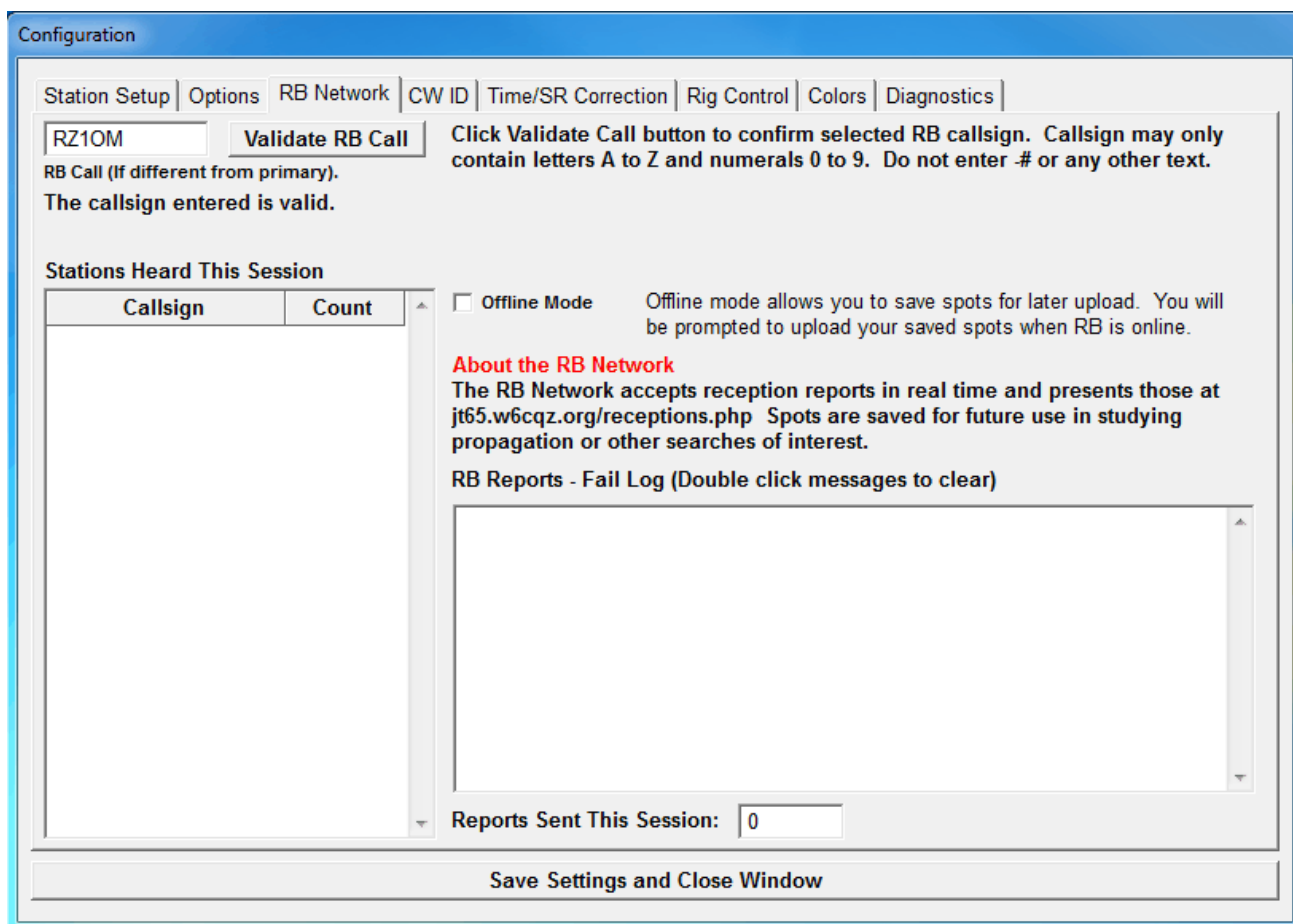 Configuration
Station Setup Options RB Network CW ID Time/SR Correction Rig Control Colors Diagnostics
RZ1OM Validate RB Call
RB Call (If different from primary).
The callsign entered is valid.
Click Validate Call button to confirm selected RB callsign. Callsign may only
contain letters A to Z and numerals 0 to 9. Do not enter -# or any other text.
Stations Heard This Session
Callsign Count
Offline Mode
Offline mode allows you to save spots for later upload. You will
be prompted to upload your saved spots when RB is online.
About the RB Network
The RB Network accepts reception reports in real time and presents those at
jt65.w6cqz.org/receptions.php Spots are saved for future use in studying
propagation or other searches of interest.
RB Reports - Fail Log (Double click messages to clear)
Reports Sent This Session: 0
Save Settings and Close Window